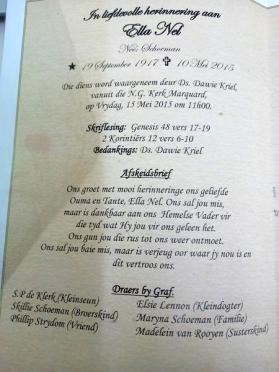 In liefdevolle herinnering aan
Ella Nel
Neé: Schoeman
★ 19 September 1917 ✞ 10 Mei 2015
Die diens word waargeneem deur Ds. Dawie Kriel,
vanuit die N.G. Kerk Marquard,
op Vrydag, 15 Mei 2015 om 11h00.
Skriflesing: Genesis 48 vers 17-19
2 Korintiërs 12 vers 6-10
Bedankings: Ds. Dawie Kriel
Afskeidsbrief
Ons groet met mooi herinneringe ons geliefde
Ouma en Tante, Ella Nel. Ons sal jou mis,
maar is dankbaar aan ons Hemelse Vader vir
die tyd wat Hy jou vir ons geleen het.
Ons gun jou die rus tot ons weer ontmoet.
Ons sal jou baie mis, maar is verjeug oor waar jy nou is en
dit vertroos ons.
Draers by Graf.
S.P de Klerk (Kleinseun)
Skillie Schoeman (Broerskind)
Phillip Strydom (Vriend)
Elsie Lennon (Kleindogter)
Maryna Schoeman (Familie)
Madelein van Rooyen (Susterskind)